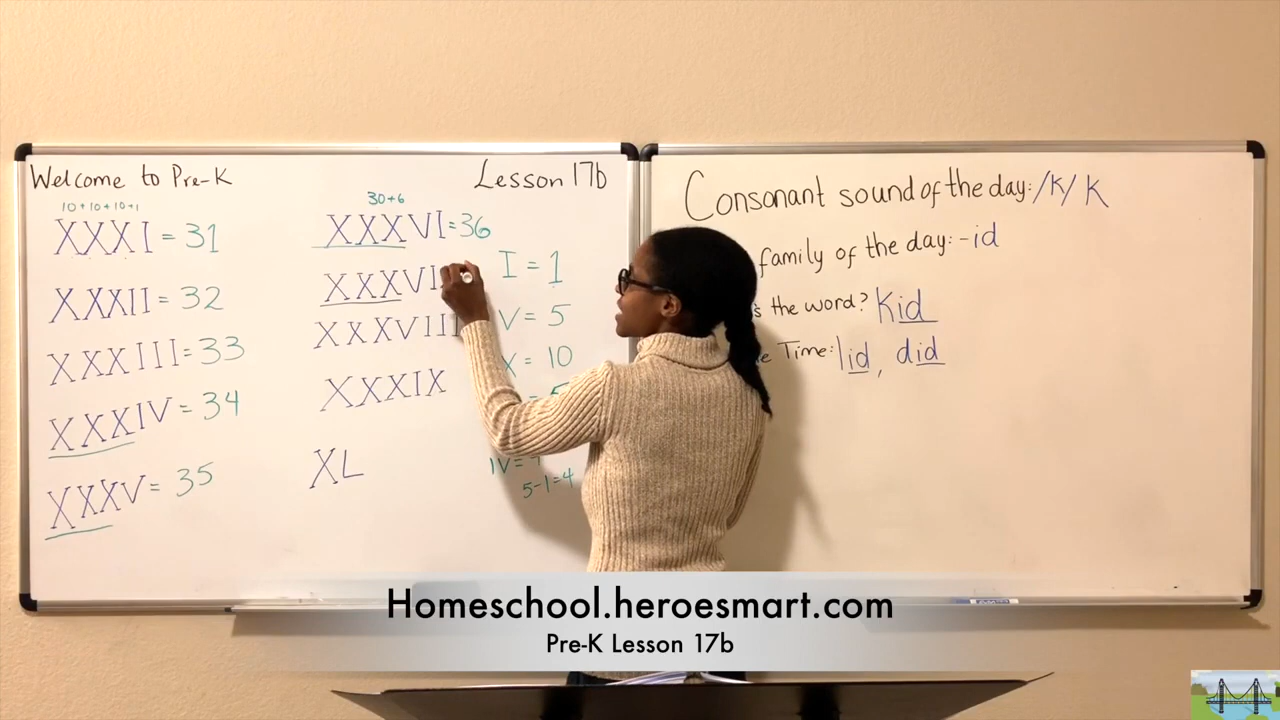 Welcome to Pre-K
Lesson 17b
10+10+10+1
XXXI = 31
XXXII = 32
XXXIII = 33
XXXIV = 34
XXXV = 35
30+6
XXXVI = 36
XXXVI
XXXVIII
XXXIX
XL
I = 1
V = 5
X = 10
IV =
5-1=4
Consonant sound of the day: /K/ K
family of the day: -id
the word? Kid
Time: lid, did
Homeschool.heroesmart.com
Pre-K Lesson 17b